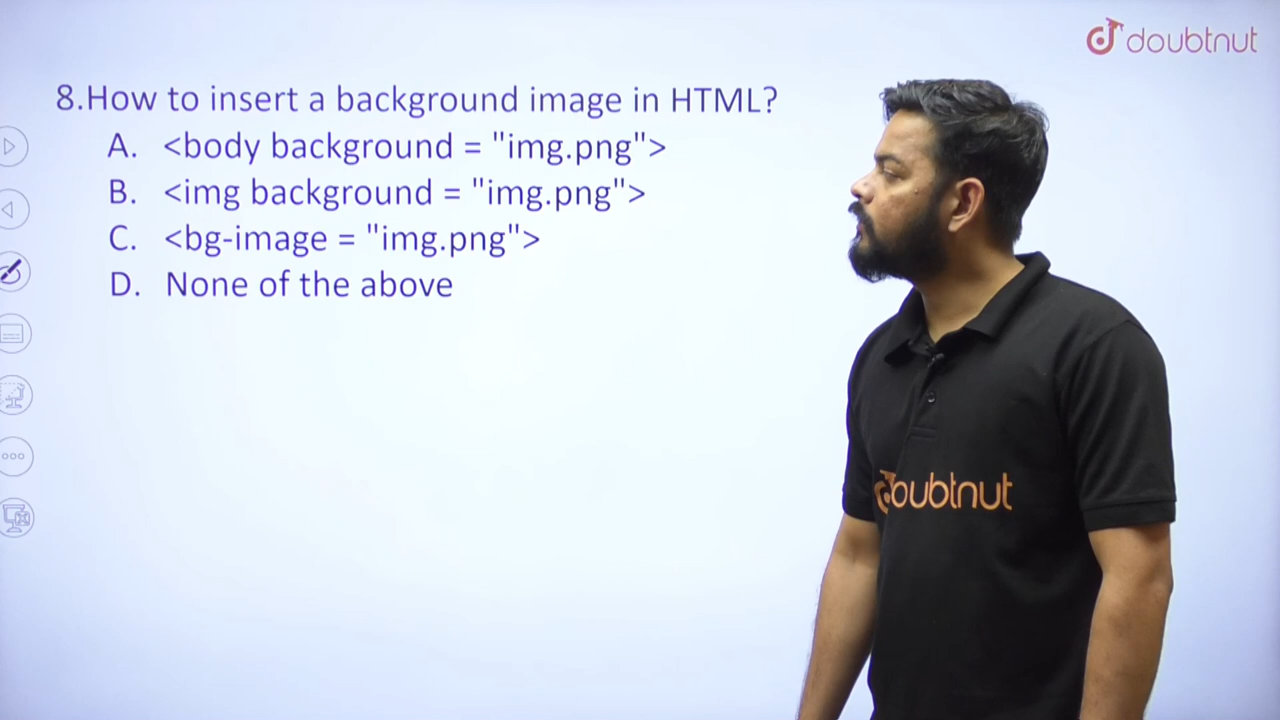 doubtnut
8.How to insert a background image in HTML?
A. <body background = "img.png">
B. <img background = "img.png">
C. <bg-image = "img.png">
D. None of the above
doubtnut